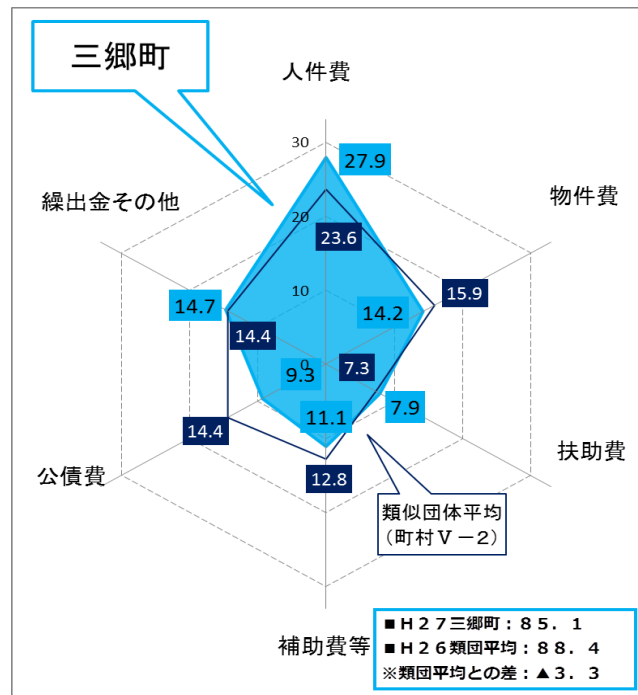 三郷町
人件費
30
27.9
物件費
繰出金その他
20
23.6
15.9
10
14.7
14.2
14.4
0
7.3
9.3
7.9
11.1
14.4
扶助費
公債費
12.8
類似団体平均
(町村Ⅴ－2)
補助費等
■Ｈ２７三郷町：８５．１
■Ｈ２６類団平均：８８．４
※類団平均との差：▲３．３